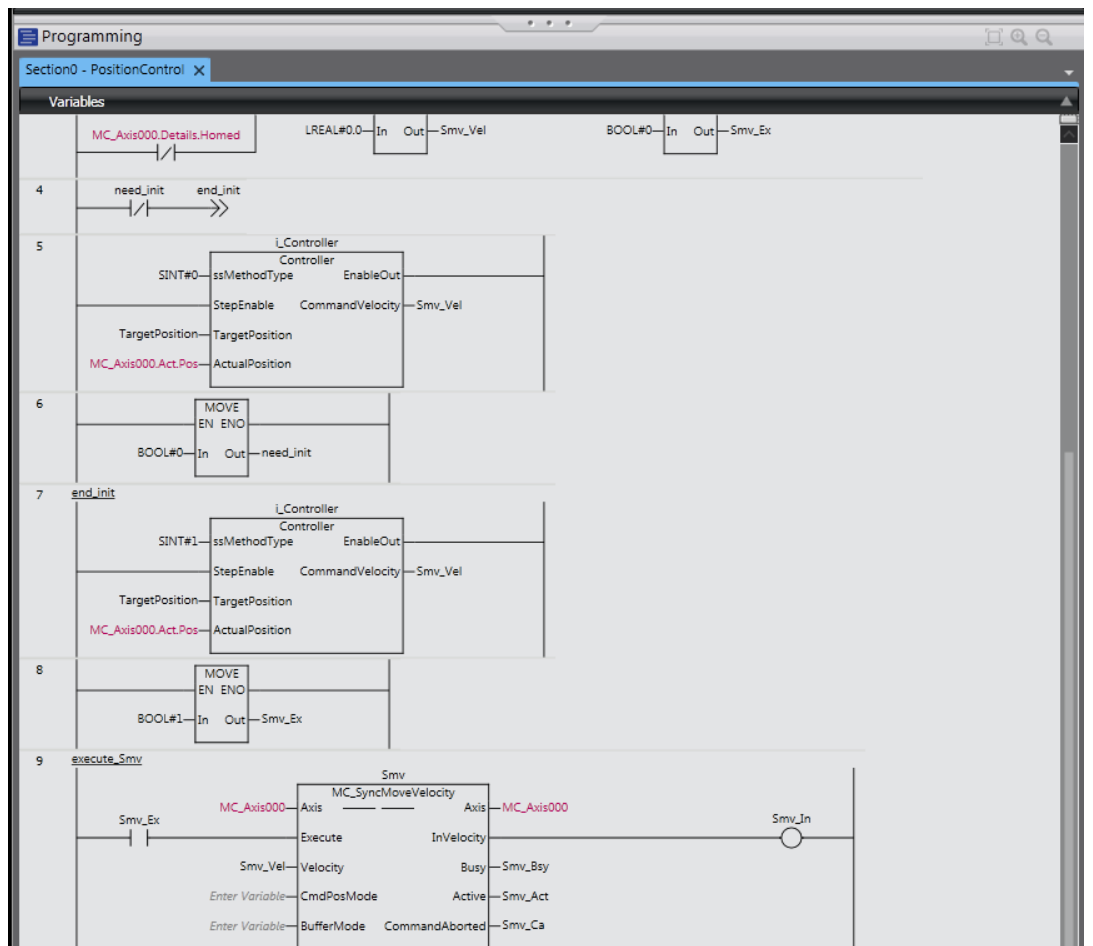 Programming
Section0 - PositionControl X
Variables
MC_Axis000.Details.Homed LREAL#0.0 In Out Smv_Vel BOOL#0 In Out Smv_Ex
4 need_init end_init
5 i_Controller
Controller
SINT#0 ssMethodType EnableOut
StepEnable CommandVelocity Smv_Vel
TargetPosition TargetPosition
MC_Axis000.Act.Pos ActualPosition
6 MOVE
EN ENO
BOOL#0 In Out need_init
7 end_init
i_Controller
Controller
SINT#1 ssMethodType EnableOut
StepEnable CommandVelocity Smv_Vel
TargetPosition TargetPosition
MC_Axis000.Act.Pos ActualPosition
8 MOVE
EN ENO
BOOL#1 In Out Smv_Ex
9 execute_Smv
Smv
MC_SyncMoveVelocity
MC_Axis000 Axis Axis MC_Axis000
Smv_Ex Execute InVelocity Smv_In
Smv_Vel Velocity Busy Smv_Bsy
Enter Variable CmdPosMode Active Smv_Act
Enter Variable BufferMode CommandAborted Smv_Ca